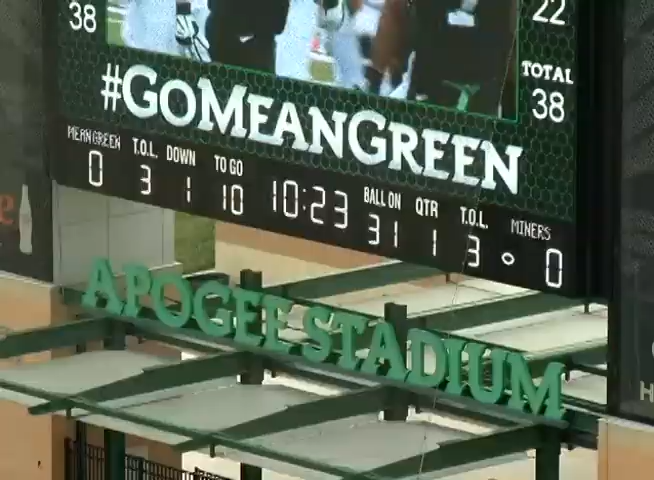 38
22
TOTAL
38
#GOMEANGREEN
MEAN GREEN T.O.L. DOWN TO GO BALL ON QTR T.O.L. MINERS
0 3 1 10 10:23 31 1 3 0
APOGEE STADIUM